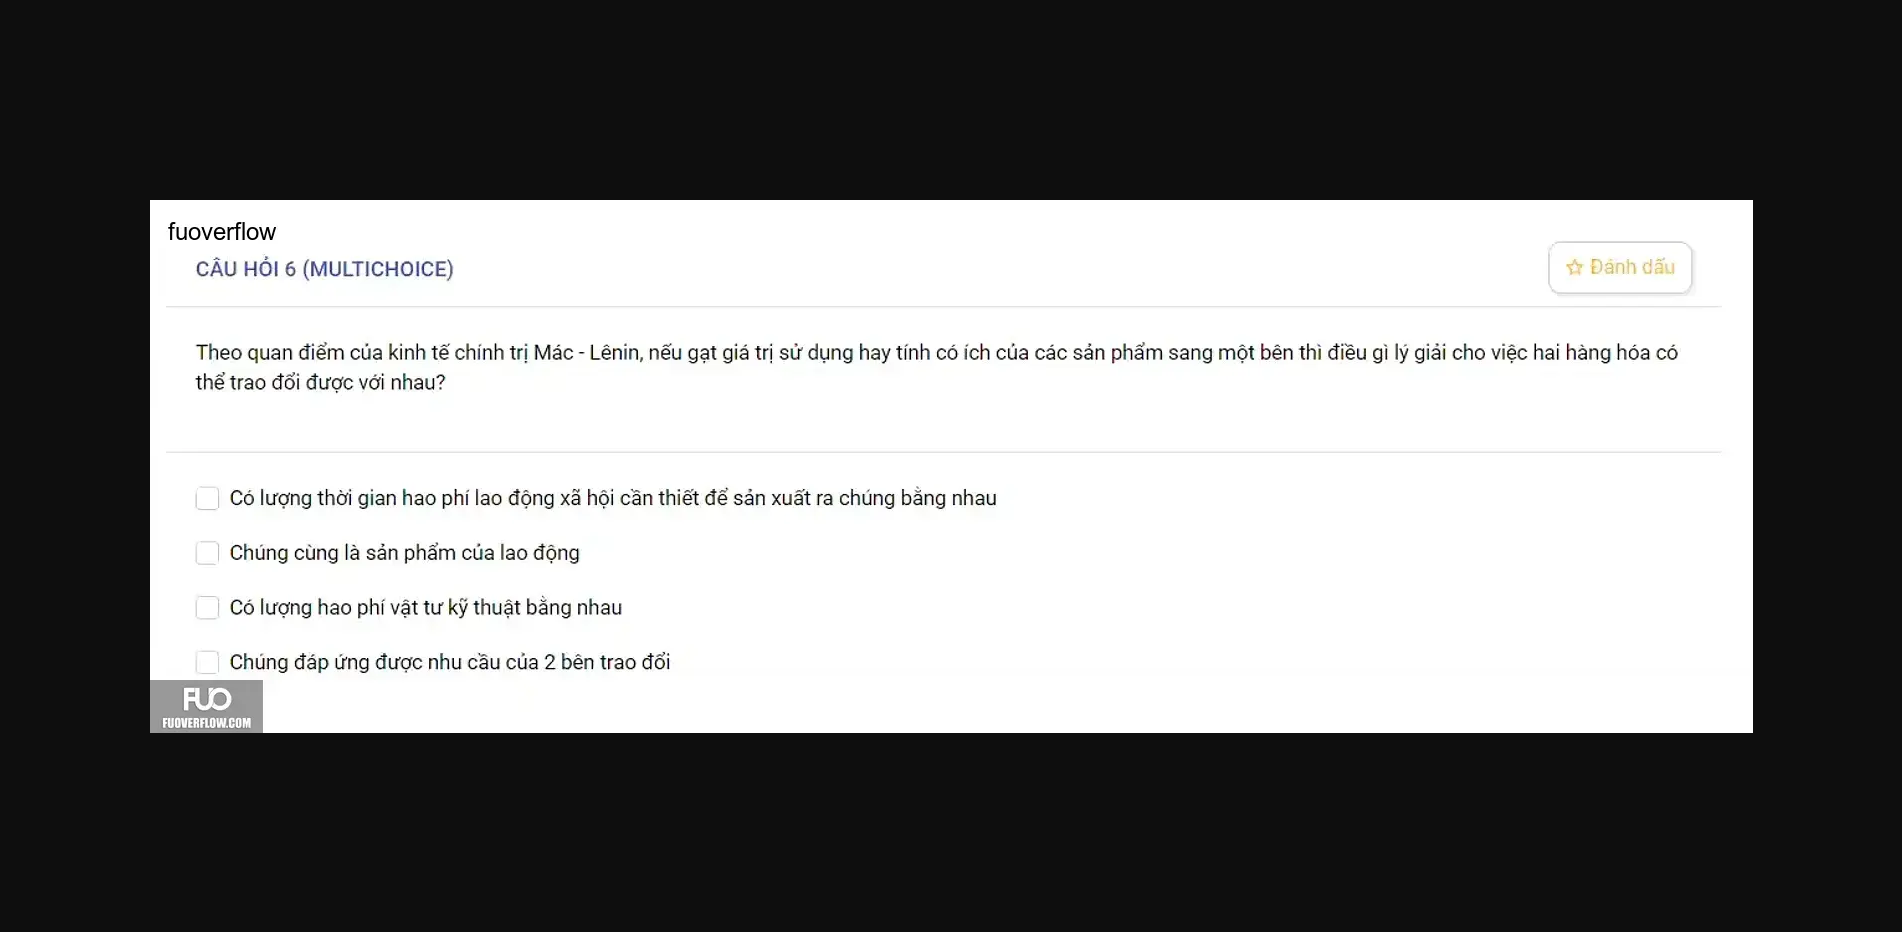 fuoverflow
CÂU HỎI 6 (MULTICHOICE)
Đánh dấu
Theo quan điểm của kinh tế chính trị Mác - Lênin, nếu gạt giá trị sử dụng hay tính có ích của các sản phẩm sang một bên thì điều gì lý giải cho việc hai hàng hóa có
thể trao đổi được với nhau?
Có lượng thời gian hao phí lao động xã hội cần thiết để sản xuất ra chúng bằng nhau
Chúng cùng là sản phẩm của lao động
Có lượng hao phí vật tư kỹ thuật bằng nhau
Chúng đáp ứng được nhu cầu của 2 bên trao đổi
FUO
FUOVERFLOW.COM